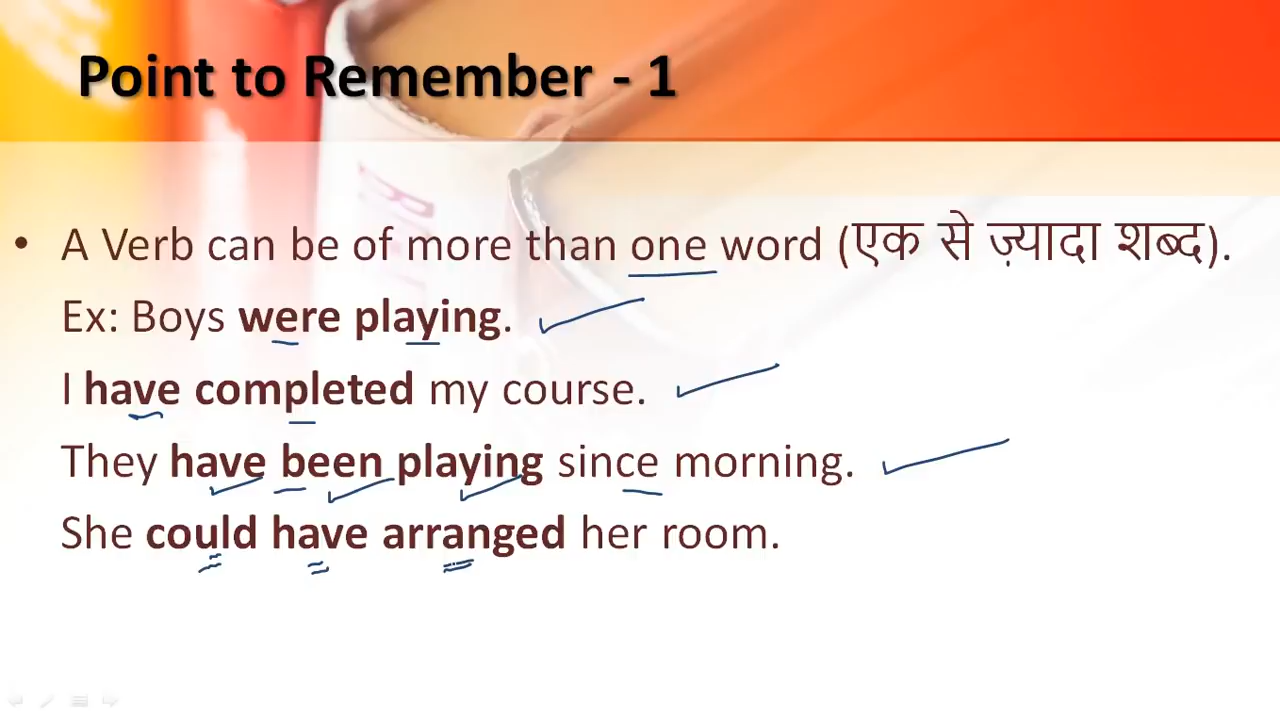 Point to Remember - 1
• A Verb can be of more than one word (एक से ज़्यादा शब्द).
Ex: Boys were playing.
I have completed my course.
They have been playing since morning.
She could have arranged her room.